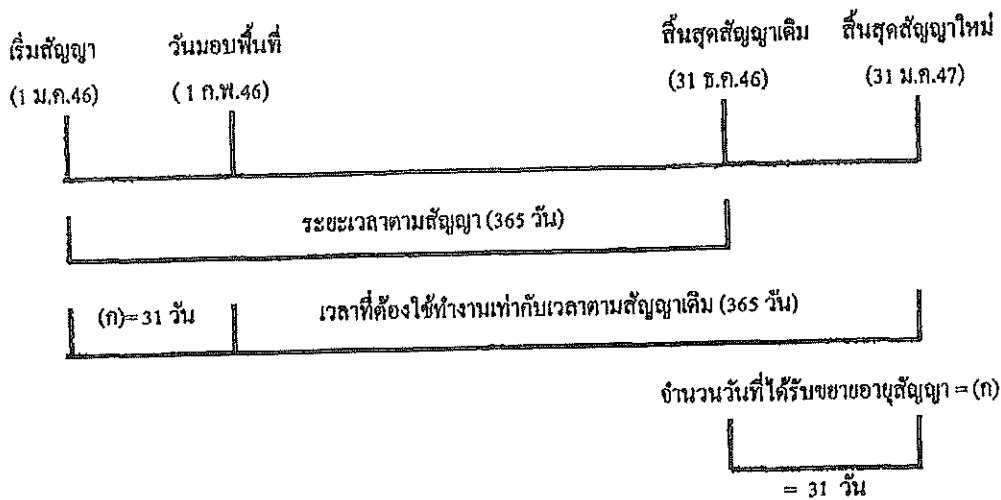 เริ่มสัญญา วันมอบพื้นที่ สิ้นสุดสัญญาเดิม สิ้นสุดสัญญาใหม่
(1 ม.ค.46) (1 ก.พ.46) (31 ธ.ค.46) (31 ม.ค.47)
ระยะเวลาตามสัญญา (365 วัน)
(ก)=31 วัน เวลาที่ต้องใช้ทำงานเท่ากับเวลาตามสัญญาเดิม (365 วัน)
จำนวนวันที่ได้รับขยายอายุสัญญา = (ก)
= 31 วัน